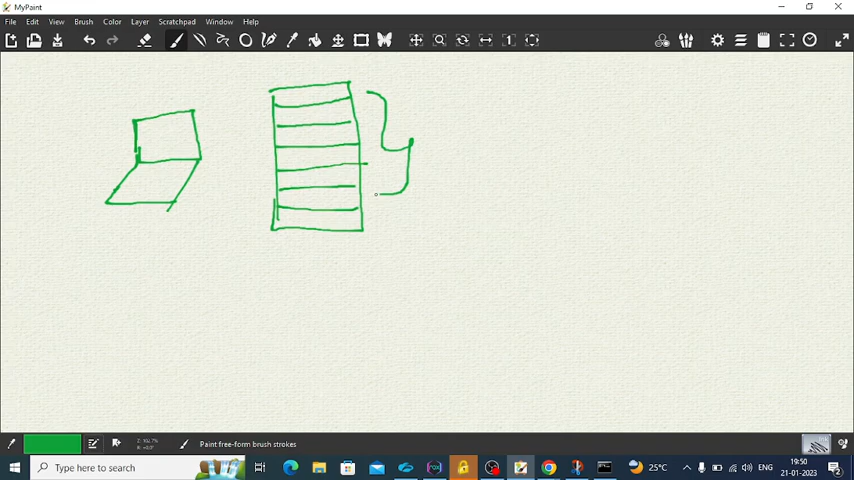 MyPaint
File Edit View Brush Color Layer Scratchpad Window Help
Paint free-form brush strokes
Type here to search
25°C
ENG
19:50
21-01-2023